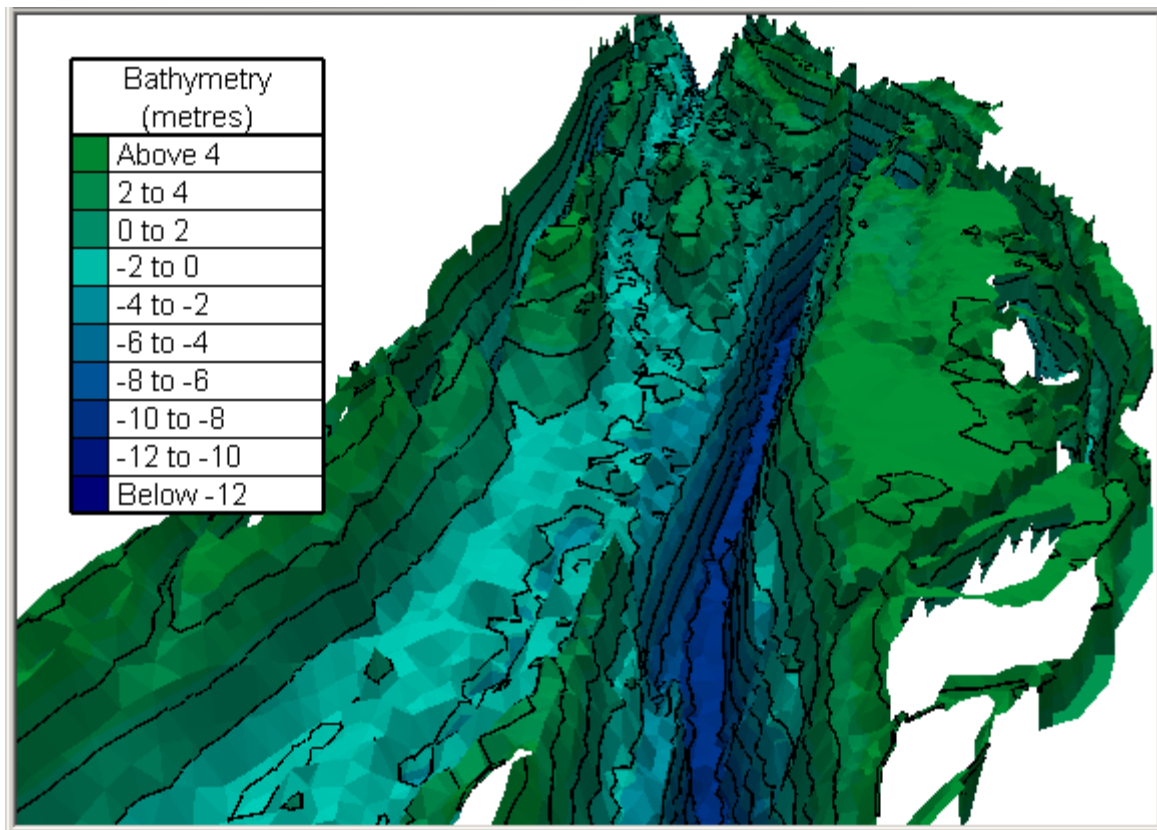 Bathymetry
(metres)
Above 4
2 to 4
0 to 2
-2 to 0
-4 to -2
-6 to -4
-8 to -6
-10 to -8
-12 to -10
Below -12